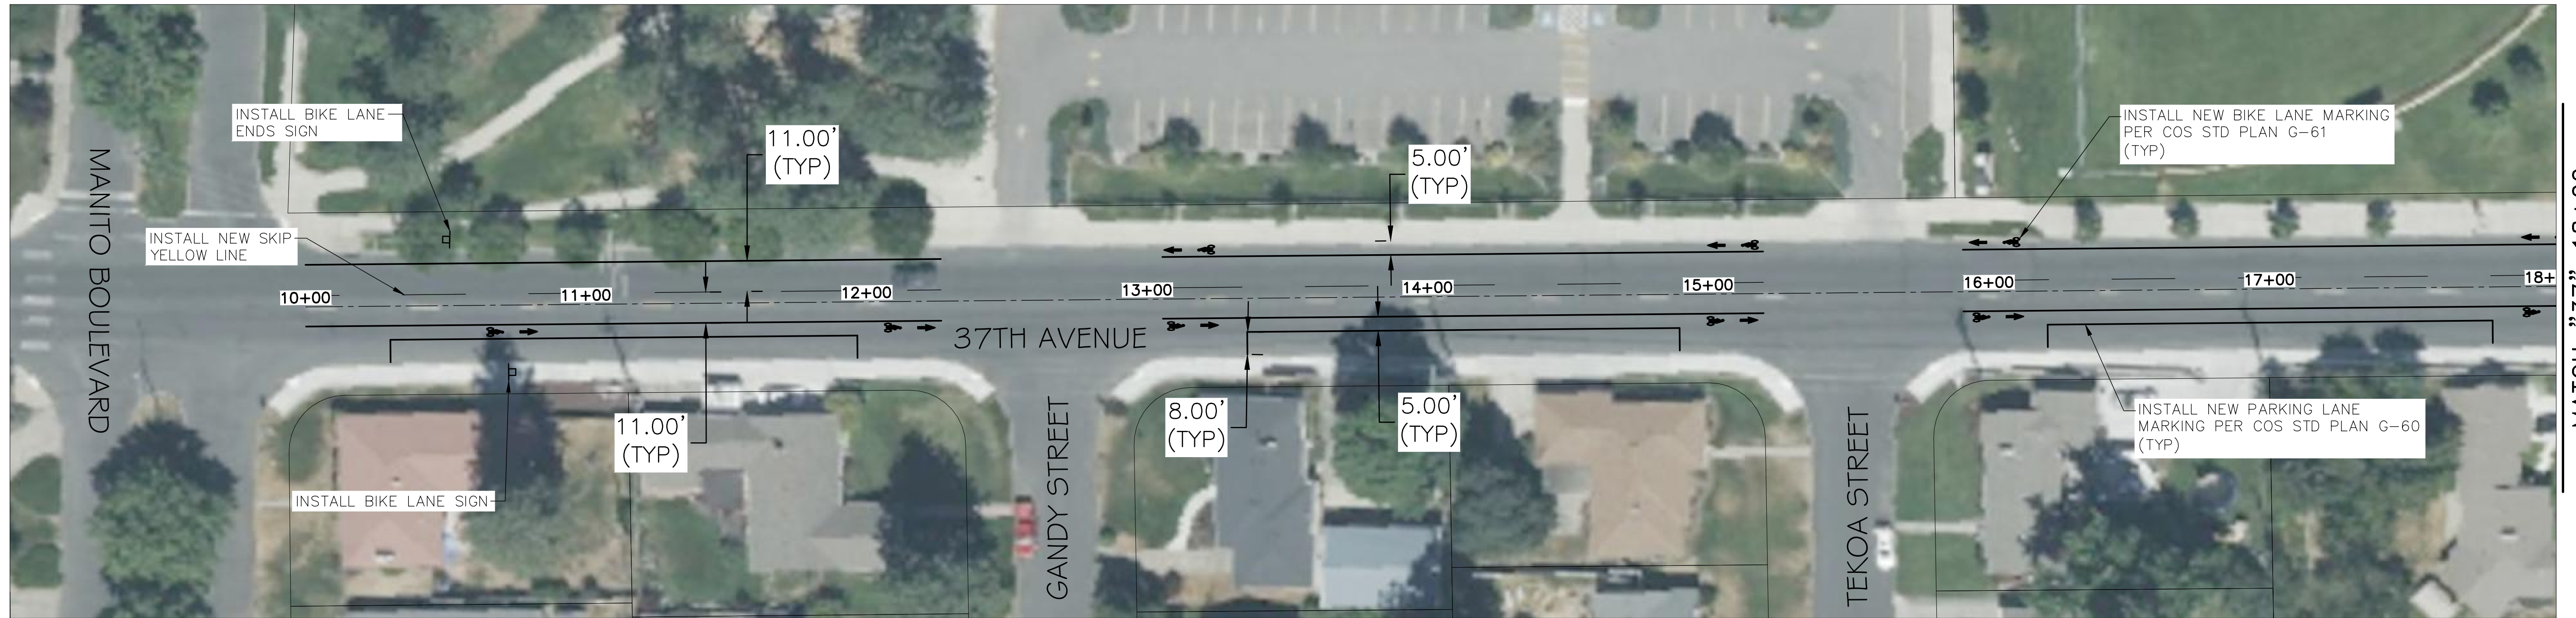 INSTALL BIKE LANE
ENDS SIGN
11.00'
(TYP)
5.00'
(TYP)
INSTALL NEW BIKE LANE MARKING
PER COS STD PLAN G-61
(TYP)
MANITO BOULEVARD
INSTALL NEW SKIP
YELLOW LINE
10+00
11+00
12+00
13+00
14+00
15+00
16+00
17+00
18+
37TH AVENUE
11.00'
(TYP)
8.00'
(TYP)
5.00'
(TYP)
INSTALL NEW PARKING LANE
MARKING PER COS STD PLAN G-60
(TYP)
INSTALL BIKE LANE SIGN
GANDY STREET
TEKOA STREET